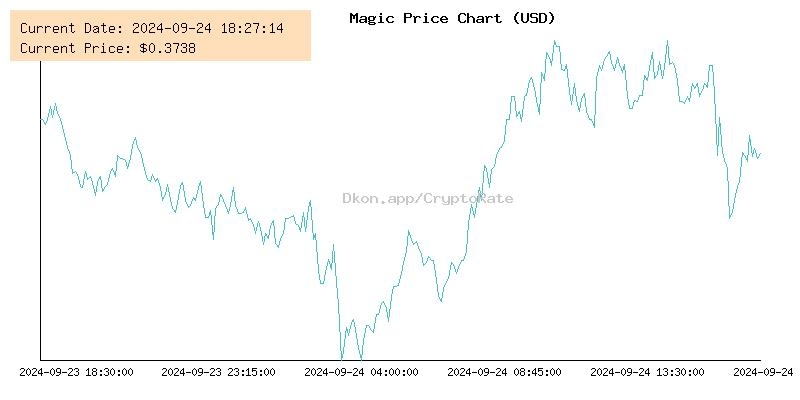 Magic Price Chart (USD)
Current Date: 2024-09-24 18:27:14
Current Price: $0.3738
Dkon.app/CryptoRate
2024-09-23 18:30:00
2024-09-23 23:15:00
2024-09-24 04:00:00
2024-09-24 08:45:00
2024-09-24 13:30:00
2024-09-24